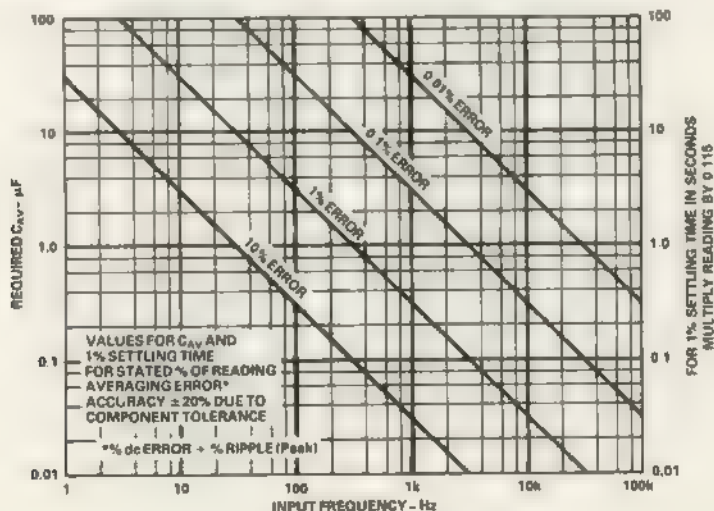 100
10
1.0
0.1
0.01
REQUIRED CAV - µF
0.01% ERROR
0.1% ERROR
1% ERROR
10% ERROR
VALUES FOR CAV AND
1% SETTLING TIME
FOR STATED % OF READING
AVERAGING ERROR*
ACCURACY ±20% DUE TO
COMPONENT TOLERANCE
*% dc ERROR + % RIPPLE (Peak)
1
10
100
1k
10k
100k
INPUT FREQUENCY - Hz
100
10
1.0
0.1
0.01
FOR 1% SETTLING TIME IN SECONDS
MULTIPLY READING BY 0 115